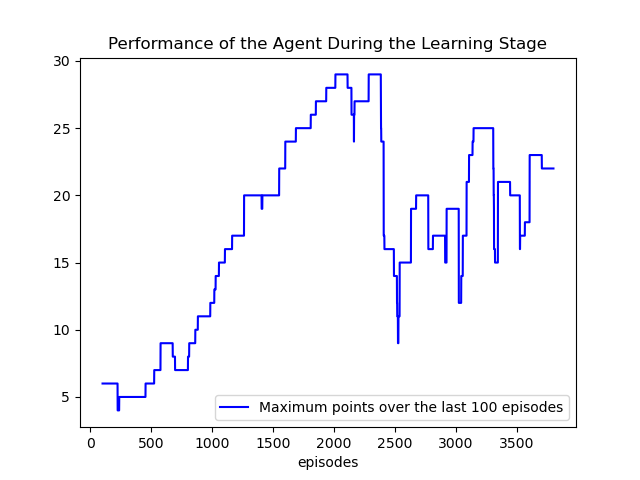 Performance of the Agent During the Learning Stage
30
25
20
15
10
5
Maximum points over the last 100 episodes
0 500 1000 1500 2000 2500 3000 3500
episodes